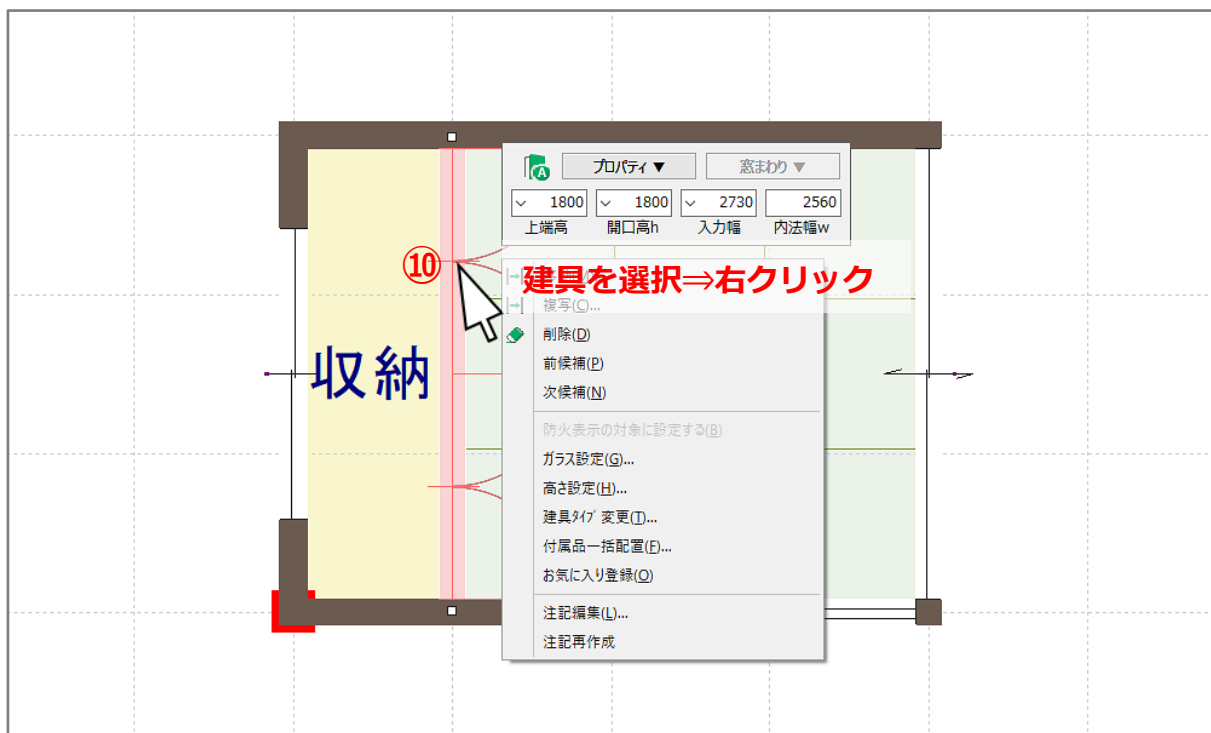 プロパティ ▼
窓まわり ▼
1800
1800
2730
2560
上端高
開口高h
入力幅
内法幅w
⑩
建具を選択⇒右クリック
複写(C)...
削除(D)
前候補(P)
次候補(N)
防火表示の対象に設定する(B)
ガラス設定(G)...
高さ設定(H)...
建具タイプ変更(T)...
付属品一括配置(F)...
お気に入り登録(O)
注記編集(L)...
注記再作成
収納